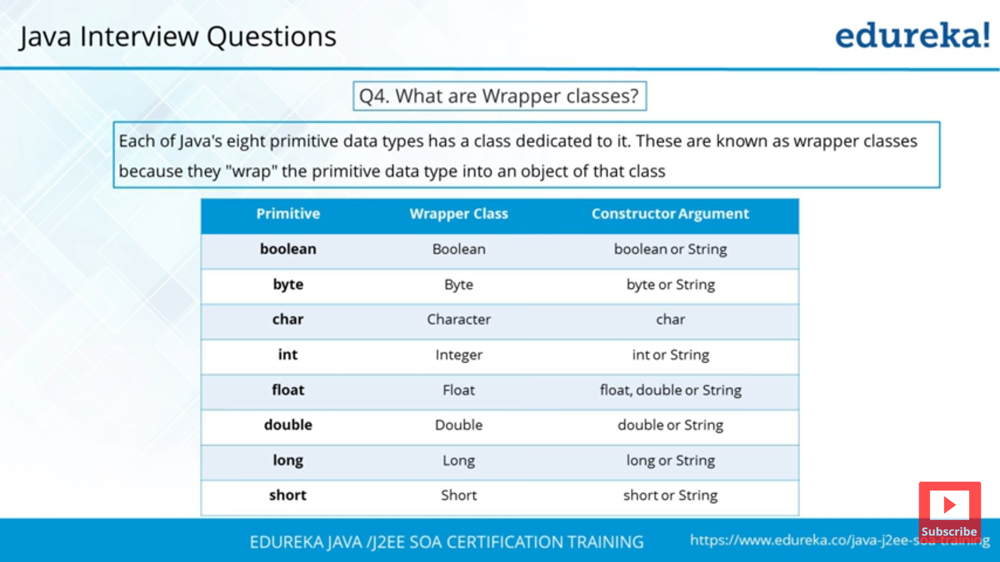 Java Interview Questions
edureka!
Q4. What are Wrapper classes?
Each of Java's eight primitive data types has a class dedicated to it. These are known as wrapper classes
because they "wrap" the primitive data type into an object of that class
Primitive Wrapper Class Constructor Argument
boolean Boolean boolean or String
byte Byte byte or String
char Character char
int Integer int or String
float Float float, double or String
double Double double or String
long Long long or String
short Short short or String
Subscribe
EDUREKA JAVA /J2EE SOA CERTIFICATION TRAINING
https://www.edureka.co/java-j2ee-soa-training